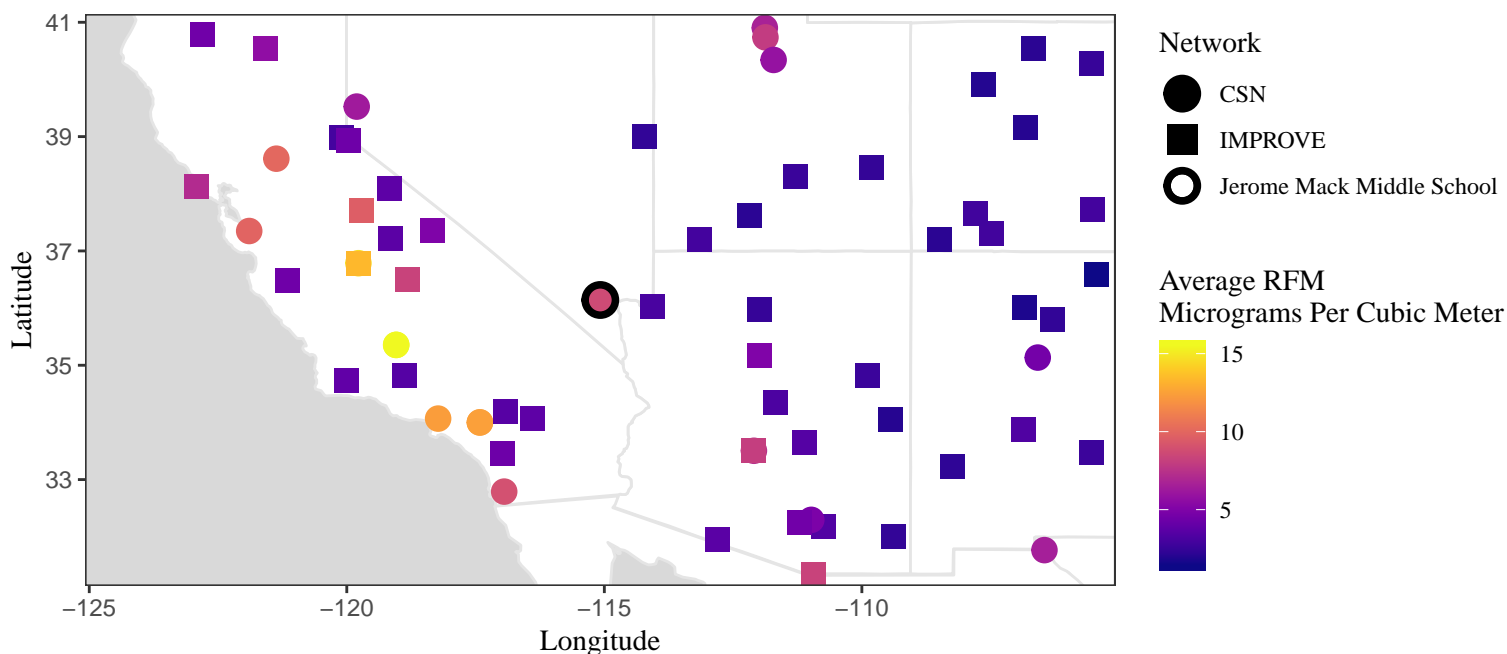 41
39
37
35
33
Latitude
−125
−120
−115
−110
Longitude
Network
CSN
IMPROVE
Jerome Mack Middle School
Average RFM
Micrograms Per Cubic Meter
15
10
5